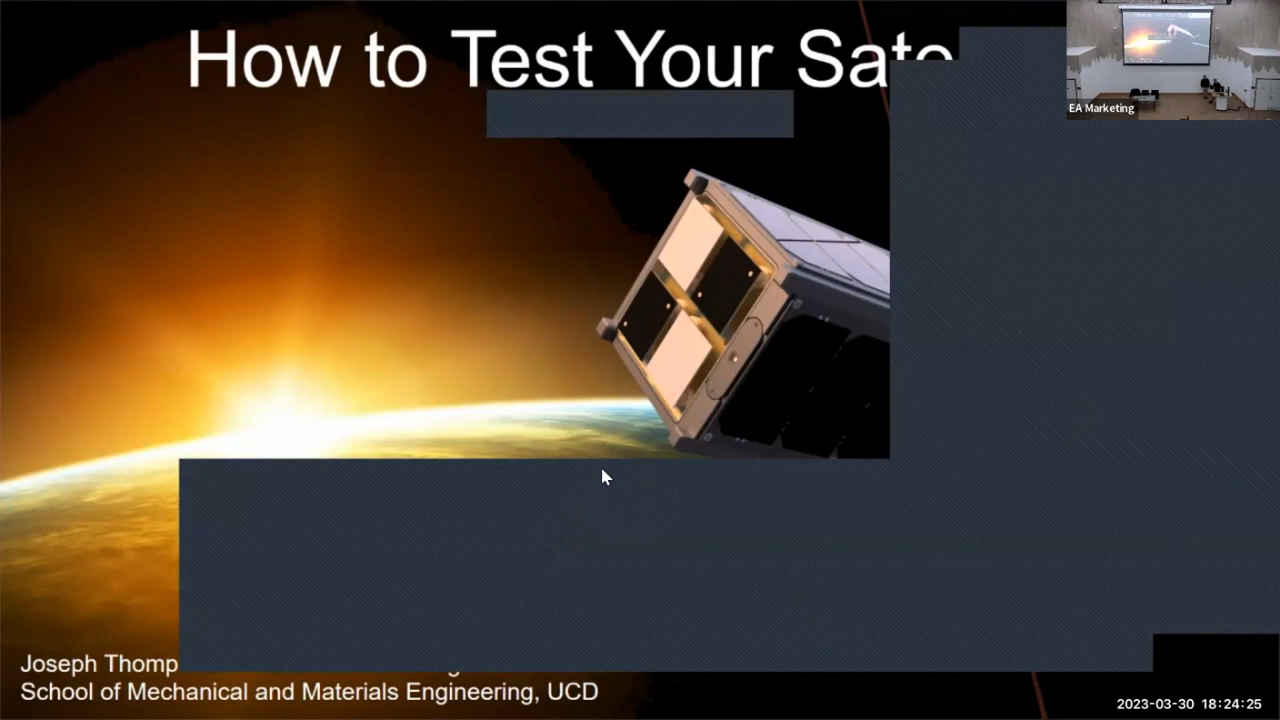 How to Test Your Sate
EA Marketing
Joseph Thomp
School of Mechanical and Materials Engineering, UCD
2023-03-30 18:24:25